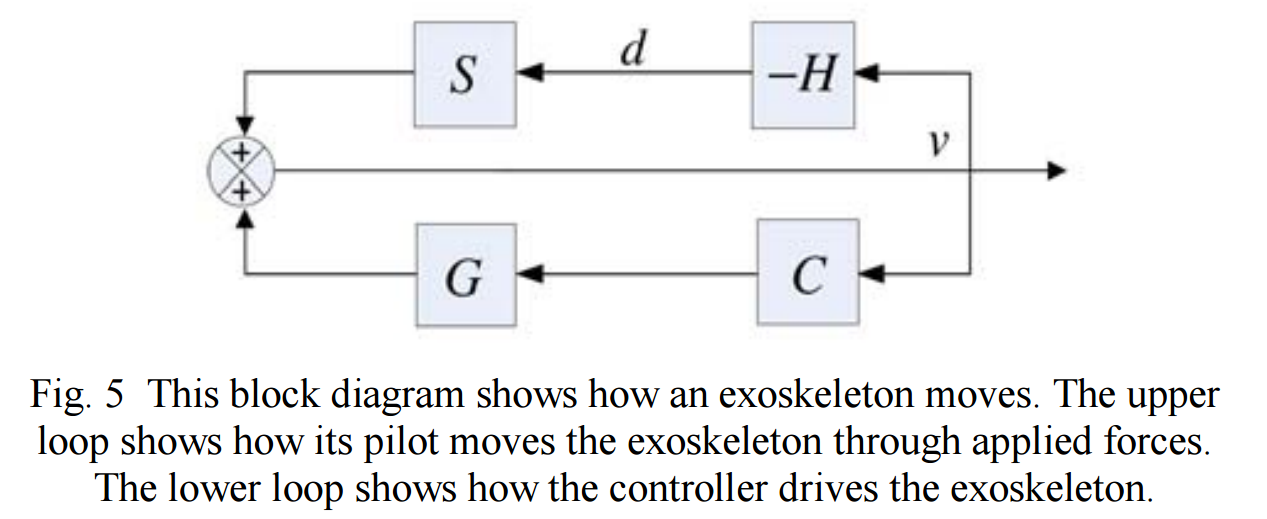 S
d
−H
+
v
+
G
C
Fig. 5 This block diagram shows how an exoskeleton moves. The upper
loop shows how its pilot moves the exoskeleton through applied forces.
The lower loop shows how the controller drives the exoskeleton.